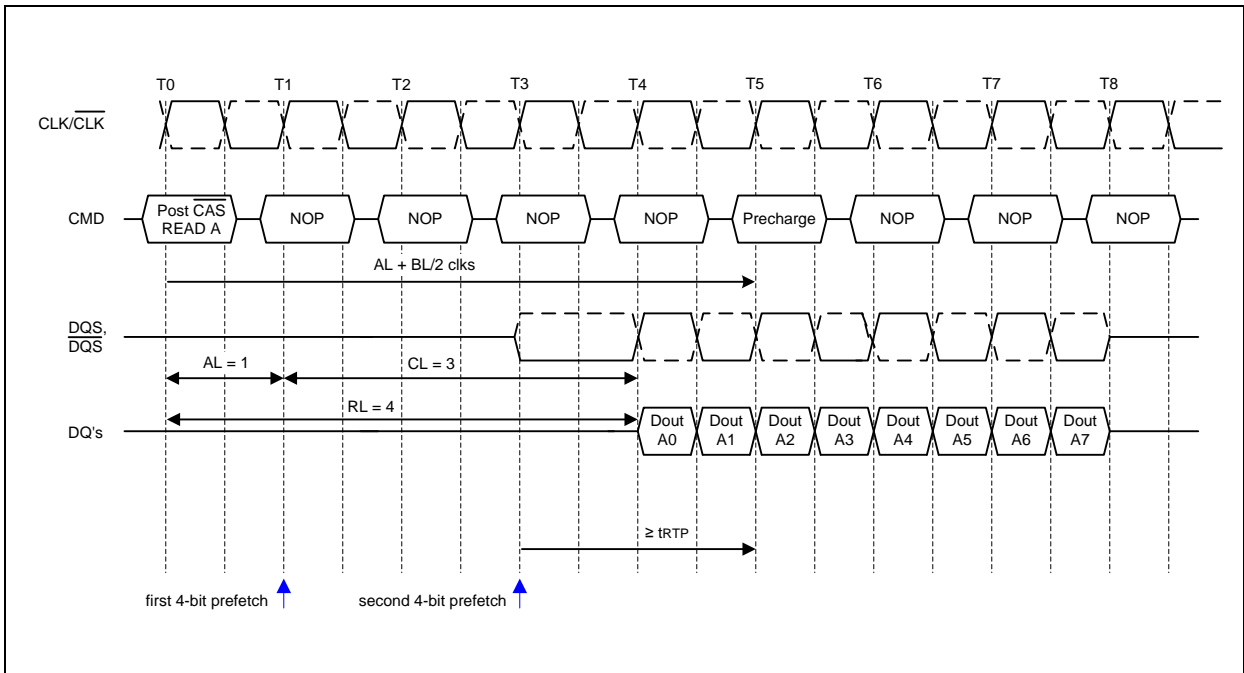 T0 T1 T2 T3 T4 T5 T6 T7 T8
CLK/C̅L̅K̅
CMD
Post C̅A̅S̅
READ A
NOP NOP NOP NOP Precharge NOP NOP NOP
AL + BL/2 clks
DQS,
D̅Q̅S̅
AL = 1
CL = 3
RL = 4
DQ's
Dout Dout Dout Dout Dout Dout Dout Dout
A0 A1 A2 A3 A4 A5 A6 A7
≥ tRTP
first 4-bit prefetch
second 4-bit prefetch